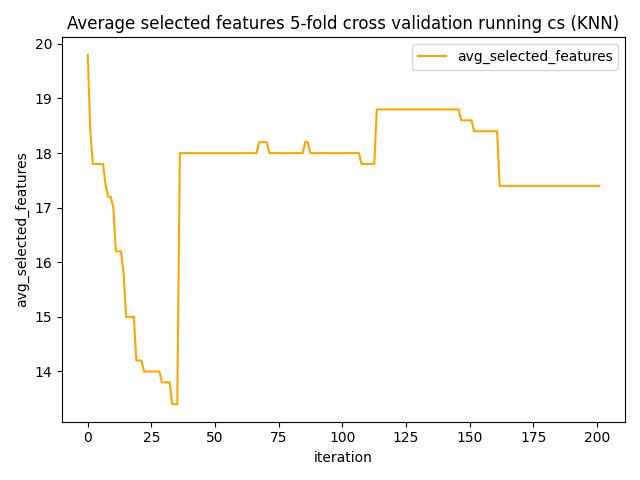 Average selected features 5-fold cross validation running cs (KNN)
avg_selected_features
20
19
18
17
16
15
14
avg_selected_features
0 25 50 75 100 125 150 175 200
iteration